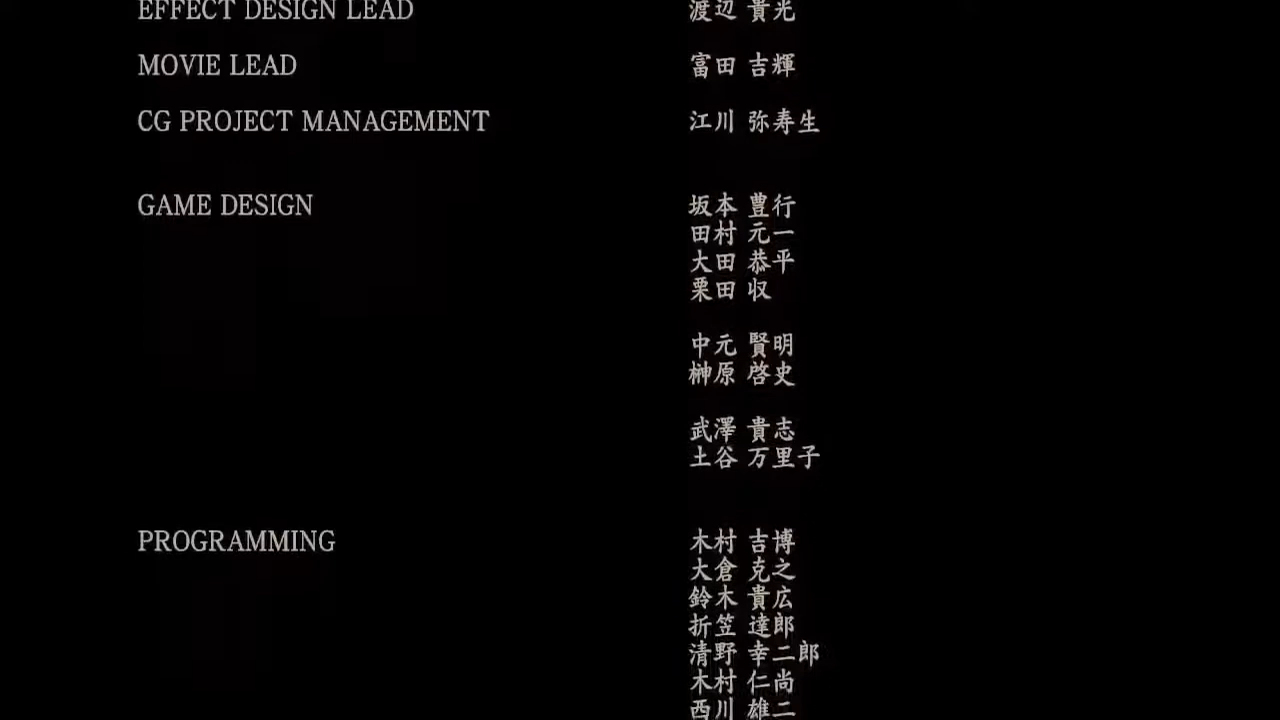 EFFECT DESIGN LEAD 渡辺 貴光
MOVIE LEAD 富田 吉輝
CG PROJECT MANAGEMENT 江川 弥寿生
GAME DESIGN 坂本 豊行
田村 元一
大田 恭平
栗田 収
中元 賢明
榊原 啓史
武澤 貴志
土谷 万里子
PROGRAMMING 木村 吉博
大倉 克之
鈴木 貴広
折笠 達郎
清野 幸二郎
木村 仁尚
西川 雄二